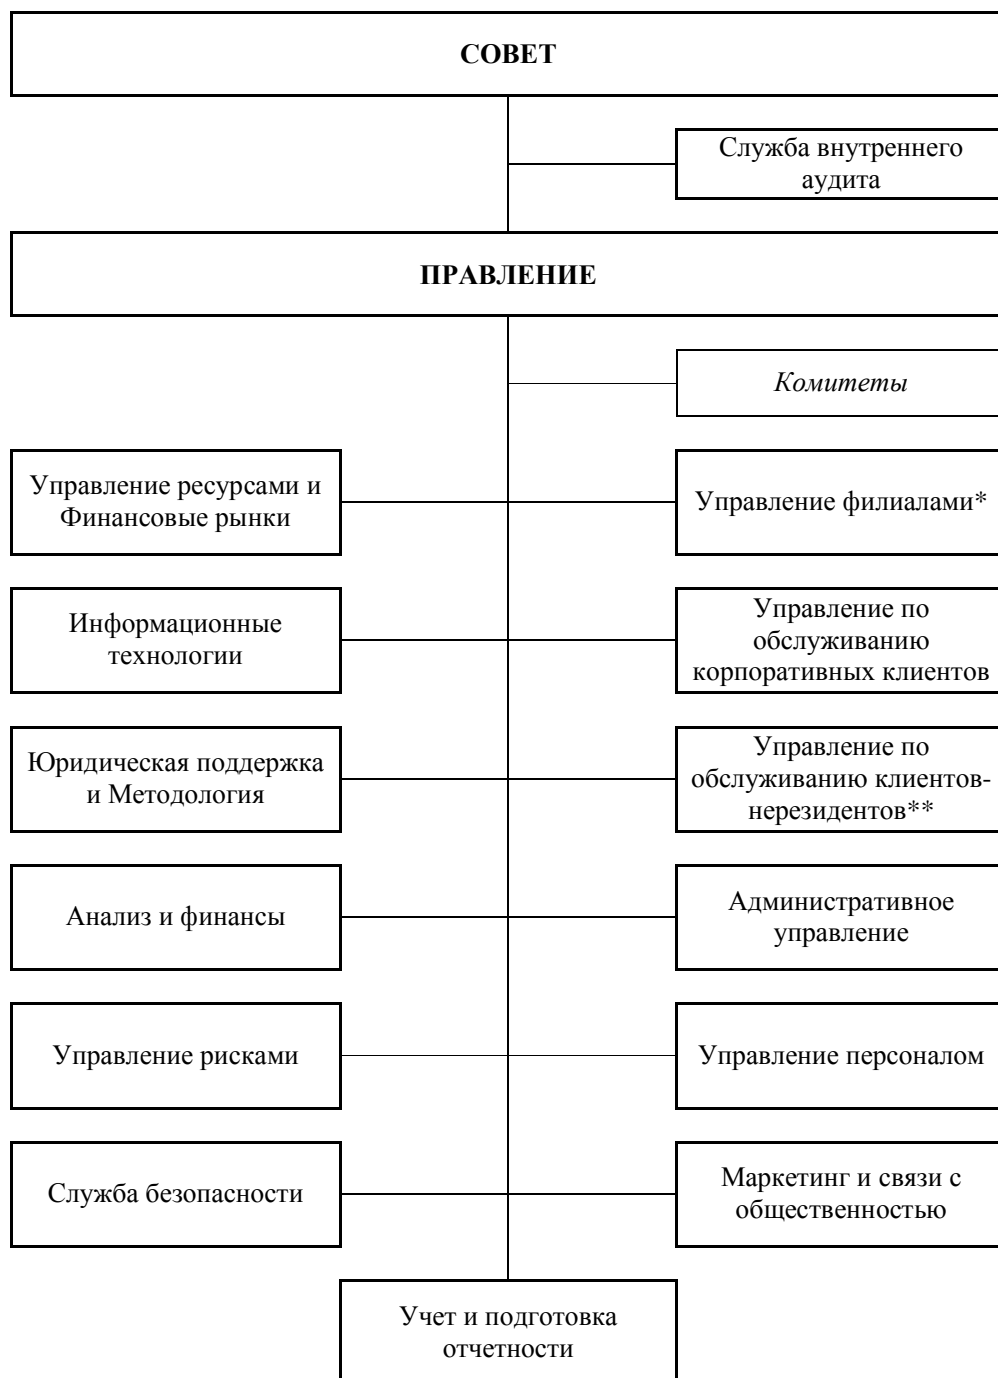 СОВЕТ
Служба внутреннего
аудита
ПРАВЛЕНИЕ
Комитеты
Управление ресурсами и
Финансовые рынки
Управление филиалами*
Информационные
технологии
Управление по
обслуживанию
корпоративных клиентов
Юридическая поддержка
и Методология
Управление по
обслуживанию клиентов-
нерезидентов**
Анализ и финансы
Административное
управление
Управление рисками
Управление персоналом
Служба безопасности
Маркетинг и связи с
общественностью
Учет и подготовка
отчетности